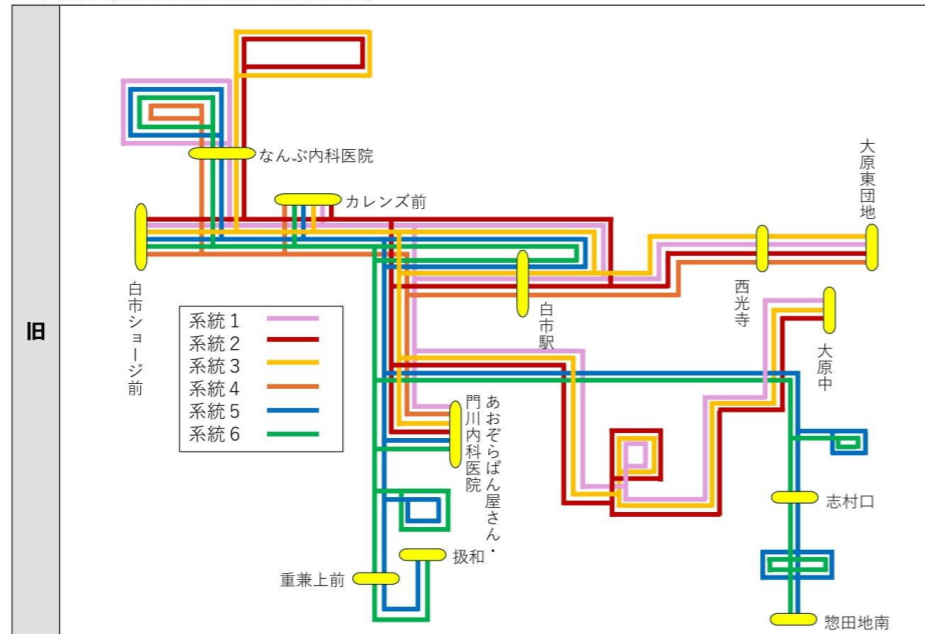 旧
なんぶ内科医院
カレンズ前
大原東団地
白市ショージ前
白市駅
西光寺
大原中
系統1
系統2
系統3
系統4
系統5
系統6
あおぞらぱん屋さん・
門川内科医院
志村口
扱和
重兼上前
惣田地南